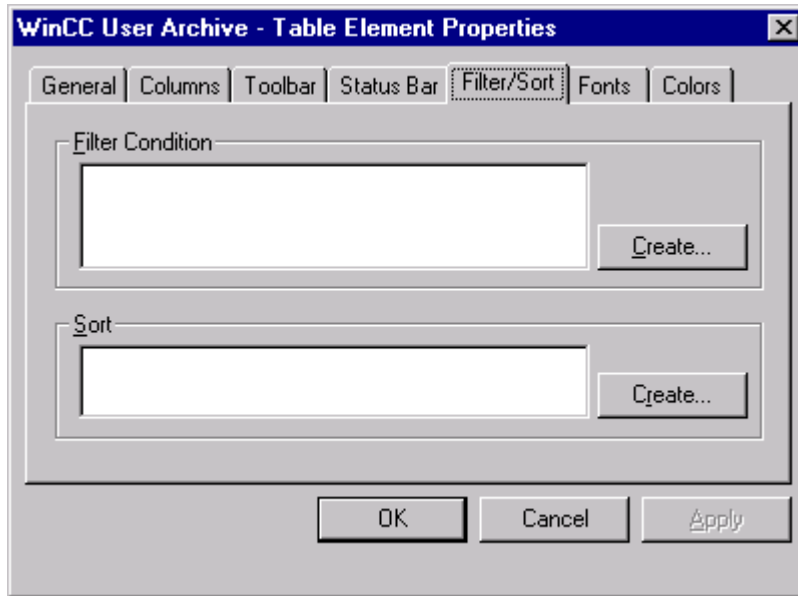 WinCC User Archive - Table Element Properties
General Columns Toolbar Status Bar Filter/Sort Fonts Colors
Filter Condition
Create...
Sort
Create...
OK Cancel Apply